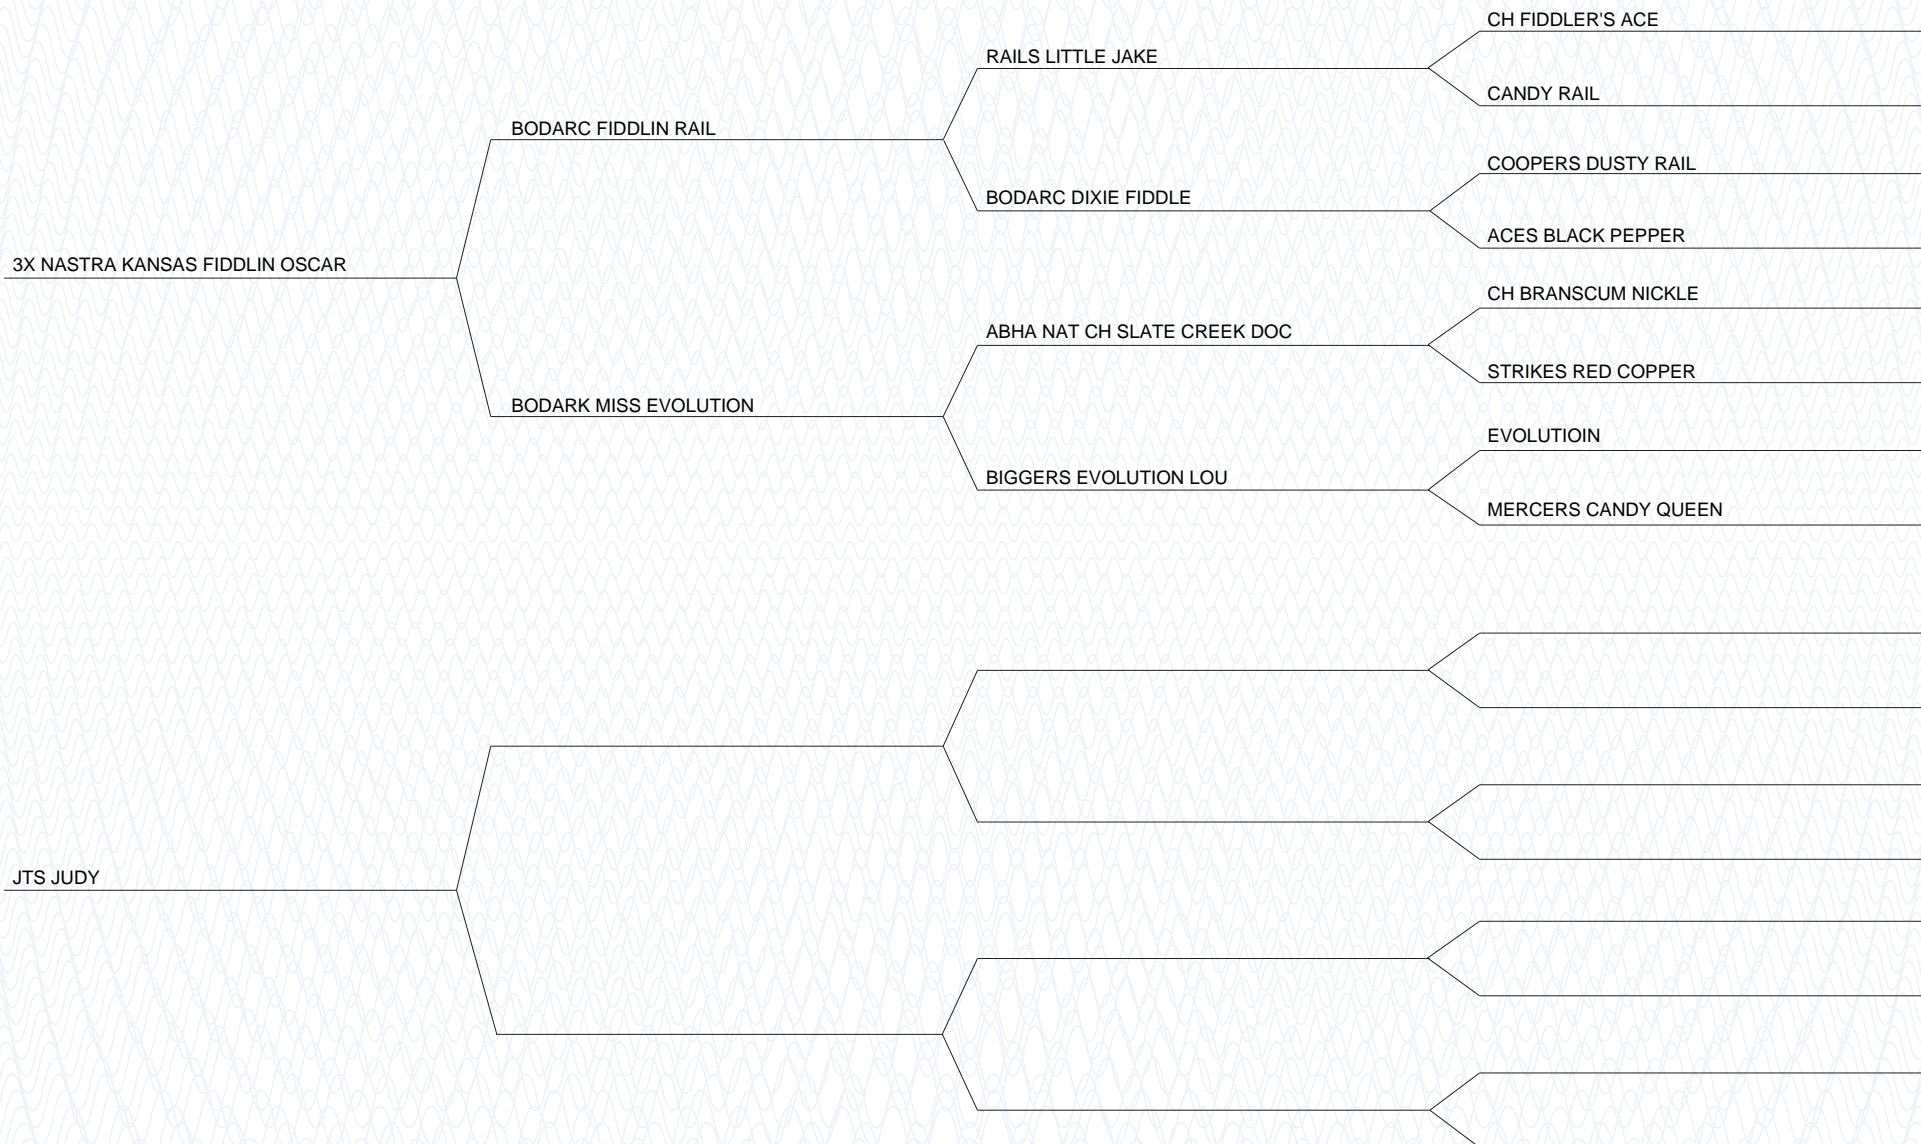 CH FIDDLER'S ACE
RAILS LITTLE JAKE
CANDY RAIL
BODARC FIDDLIN RAIL
COOPERS DUSTY RAIL
BODARC DIXIE FIDDLE
ACES BLACK PEPPER
3X NASTRA KANSAS FIDDLIN OSCAR
CH BRANSCUM NICKLE
ABHA NAT CH SLATE CREEK DOC
STRIKES RED COPPER
BODARK MISS EVOLUTION
EVOLUTIOIN
BIGGERS EVOLUTION LOU
MERCERS CANDY QUEEN
JTS JUDY